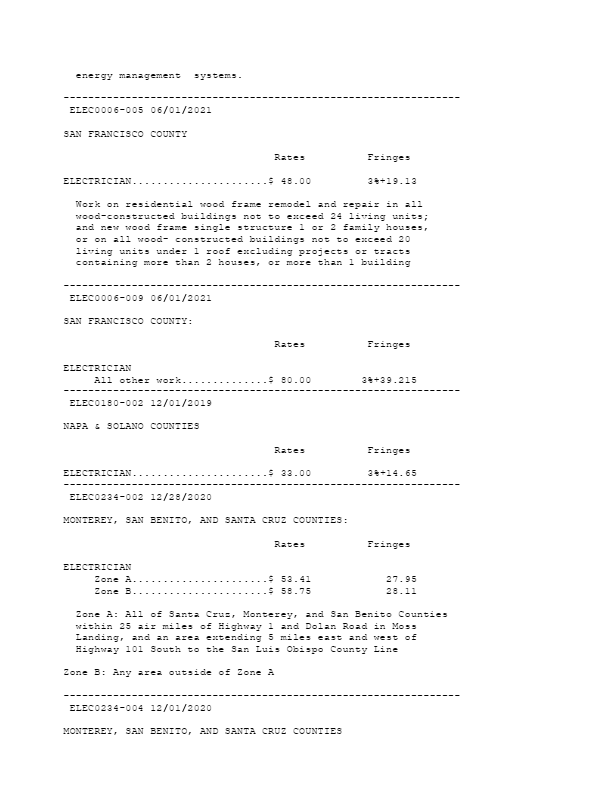 energy management  systems.
----------------------------------------------------------------
ELEC0006-005 06/01/2021
SAN FRANCISCO COUNTY
Rates          Fringes
ELECTRICIAN......................$ 48.00         3%+19.13
Work on residential wood frame remodel and repair in all
wood-constructed buildings not to exceed 24 living units;
and new wood frame single structure 1 or 2 family houses,
or on all wood- constructed buildings not to exceed 20
living units under 1 roof excluding projects or tracts
containing more than 2 houses, or more than 1 building
----------------------------------------------------------------
ELEC0006-009 06/01/2021
SAN FRANCISCO COUNTY:
Rates          Fringes
ELECTRICIAN
All other work..............$ 80.00        3%+39.215
----------------------------------------------------------------
ELEC0180-002 12/01/2019
NAPA & SOLANO COUNTIES
Rates          Fringes
ELECTRICIAN......................$ 33.00         3%+14.65
----------------------------------------------------------------
ELEC0234-002 12/28/2020
MONTEREY, SAN BENITO, AND SANTA CRUZ COUNTIES:
Rates          Fringes
ELECTRICIAN
Zone A......................$ 53.41            27.95
Zone B......................$ 58.75            28.11
Zone A: All of Santa Cruz, Monterey, and San Benito Counties
within 25 air miles of Highway 1 and Dolan Road in Moss
Landing, and an area extending 5 miles east and west of
Highway 101 South to the San Luis Obispo County Line
Zone B: Any area outside of Zone A
----------------------------------------------------------------
ELEC0234-004 12/01/2020
MONTEREY, SAN BENITO, AND SANTA CRUZ COUNTIES